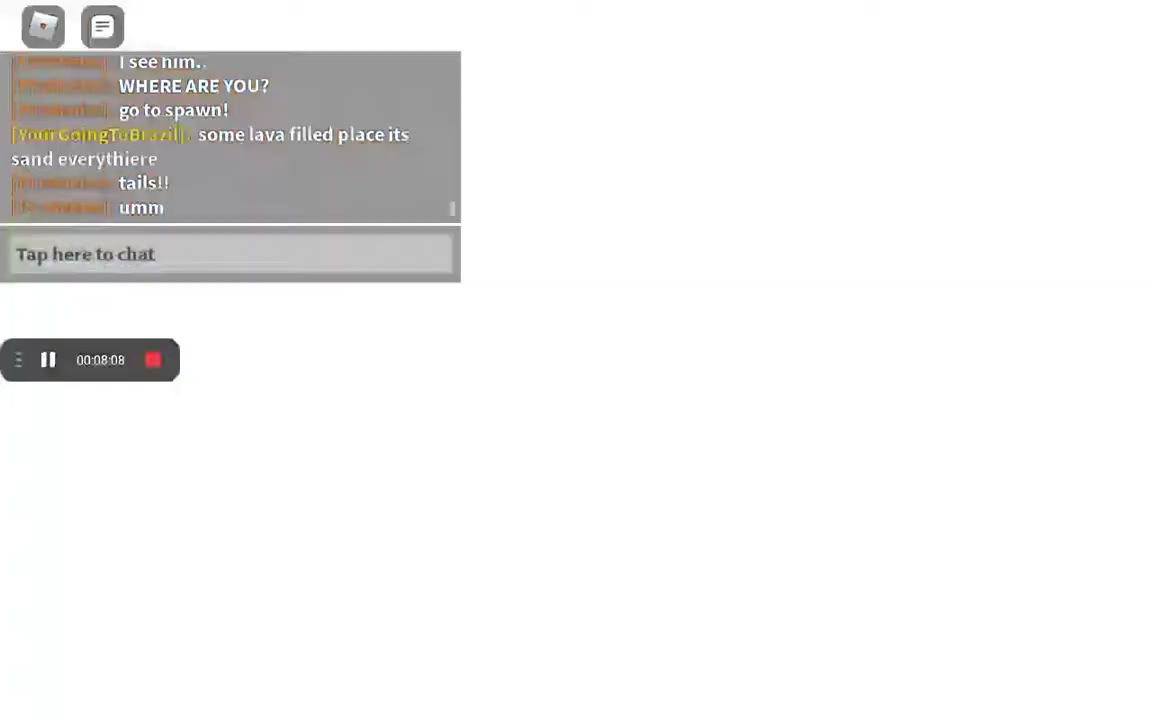 I see him..
WHERE ARE YOU?
go to spawn!
[YourGoingToBrazil]: some lava filled place its
sand everythiere
tails!!
umm
Tap here to chat
00:08:08